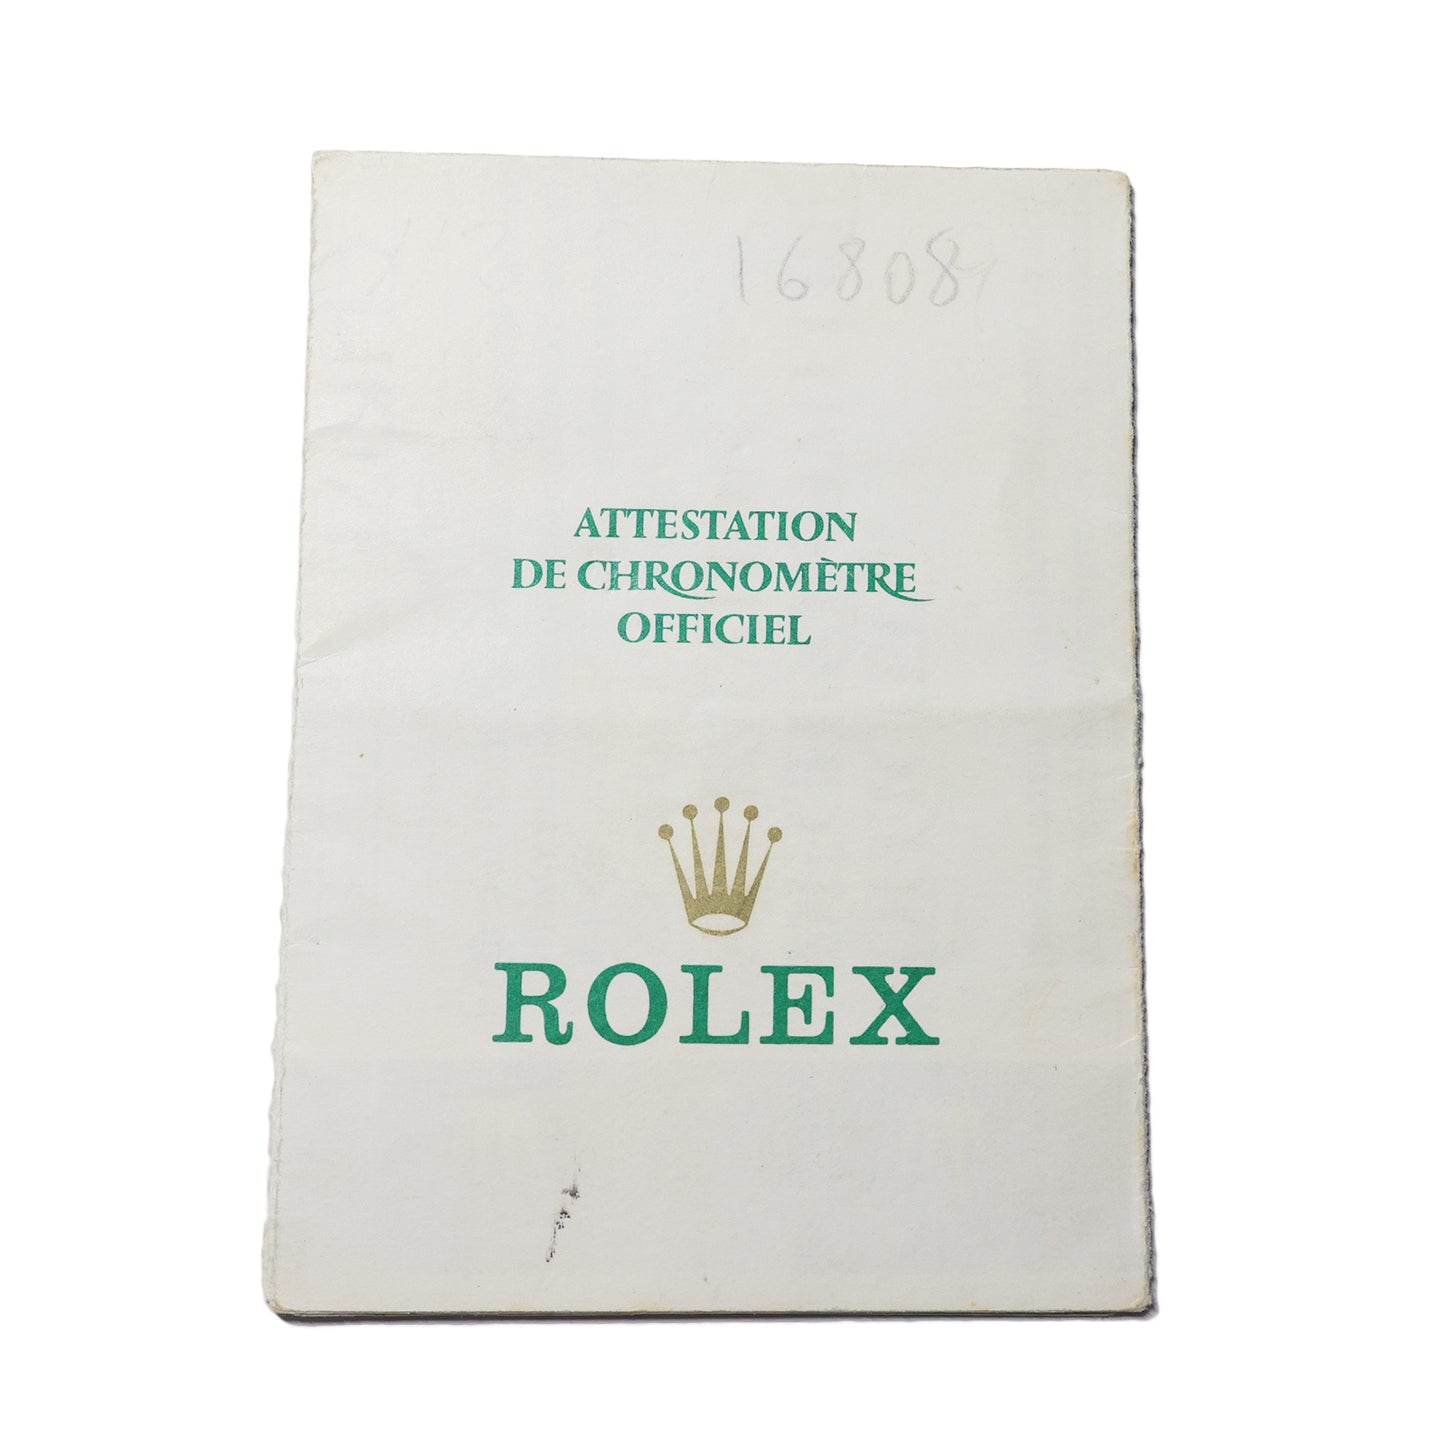 16808
ATTESTATION
DE CHRONOMÈTRE
OFFICIEL
ROLEX